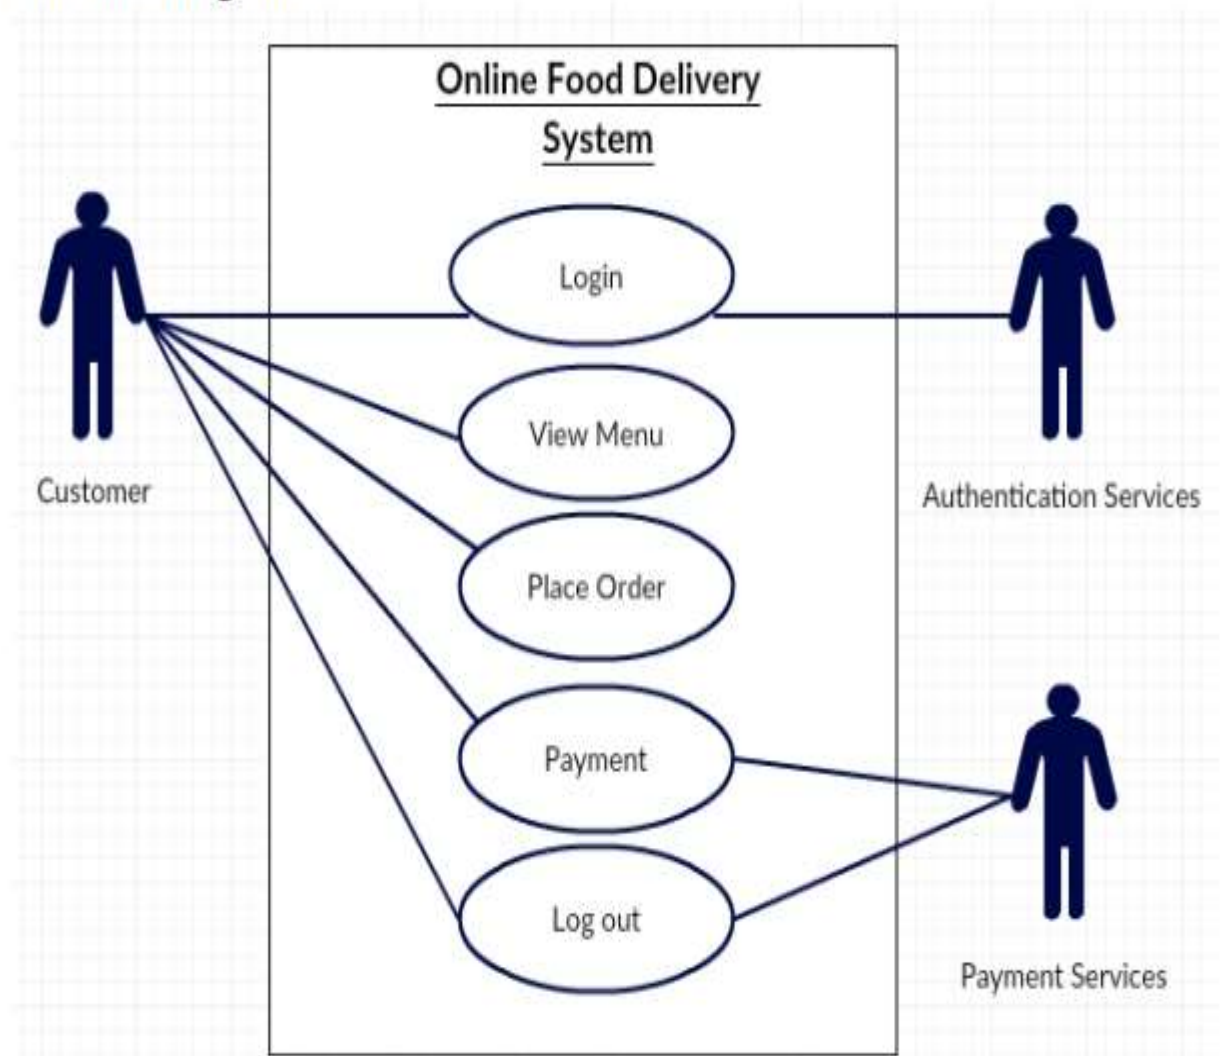 Online Food Delivery
System
Login
View Menu
Customer
Authentication Services
Place Order
Payment
Log out
Payment Services